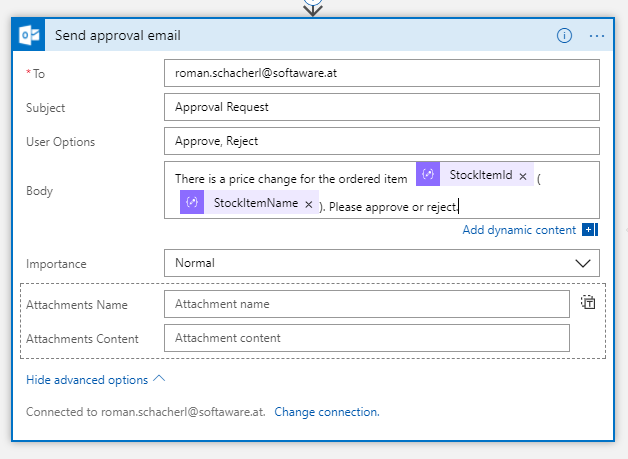 Send approval email
* To roman.schacherl@softaware.at
Subject Approval Request
User Options Approve, Reject
Body There is a price change for the ordered item StockItemId × (
StockItemName × ). Please approve or reject.
Add dynamic content
Importance Normal
Attachments Name Attachment name
Attachments Content Attachment content
Hide advanced options
Connected to roman.schacherl@softaware.at. Change connection.